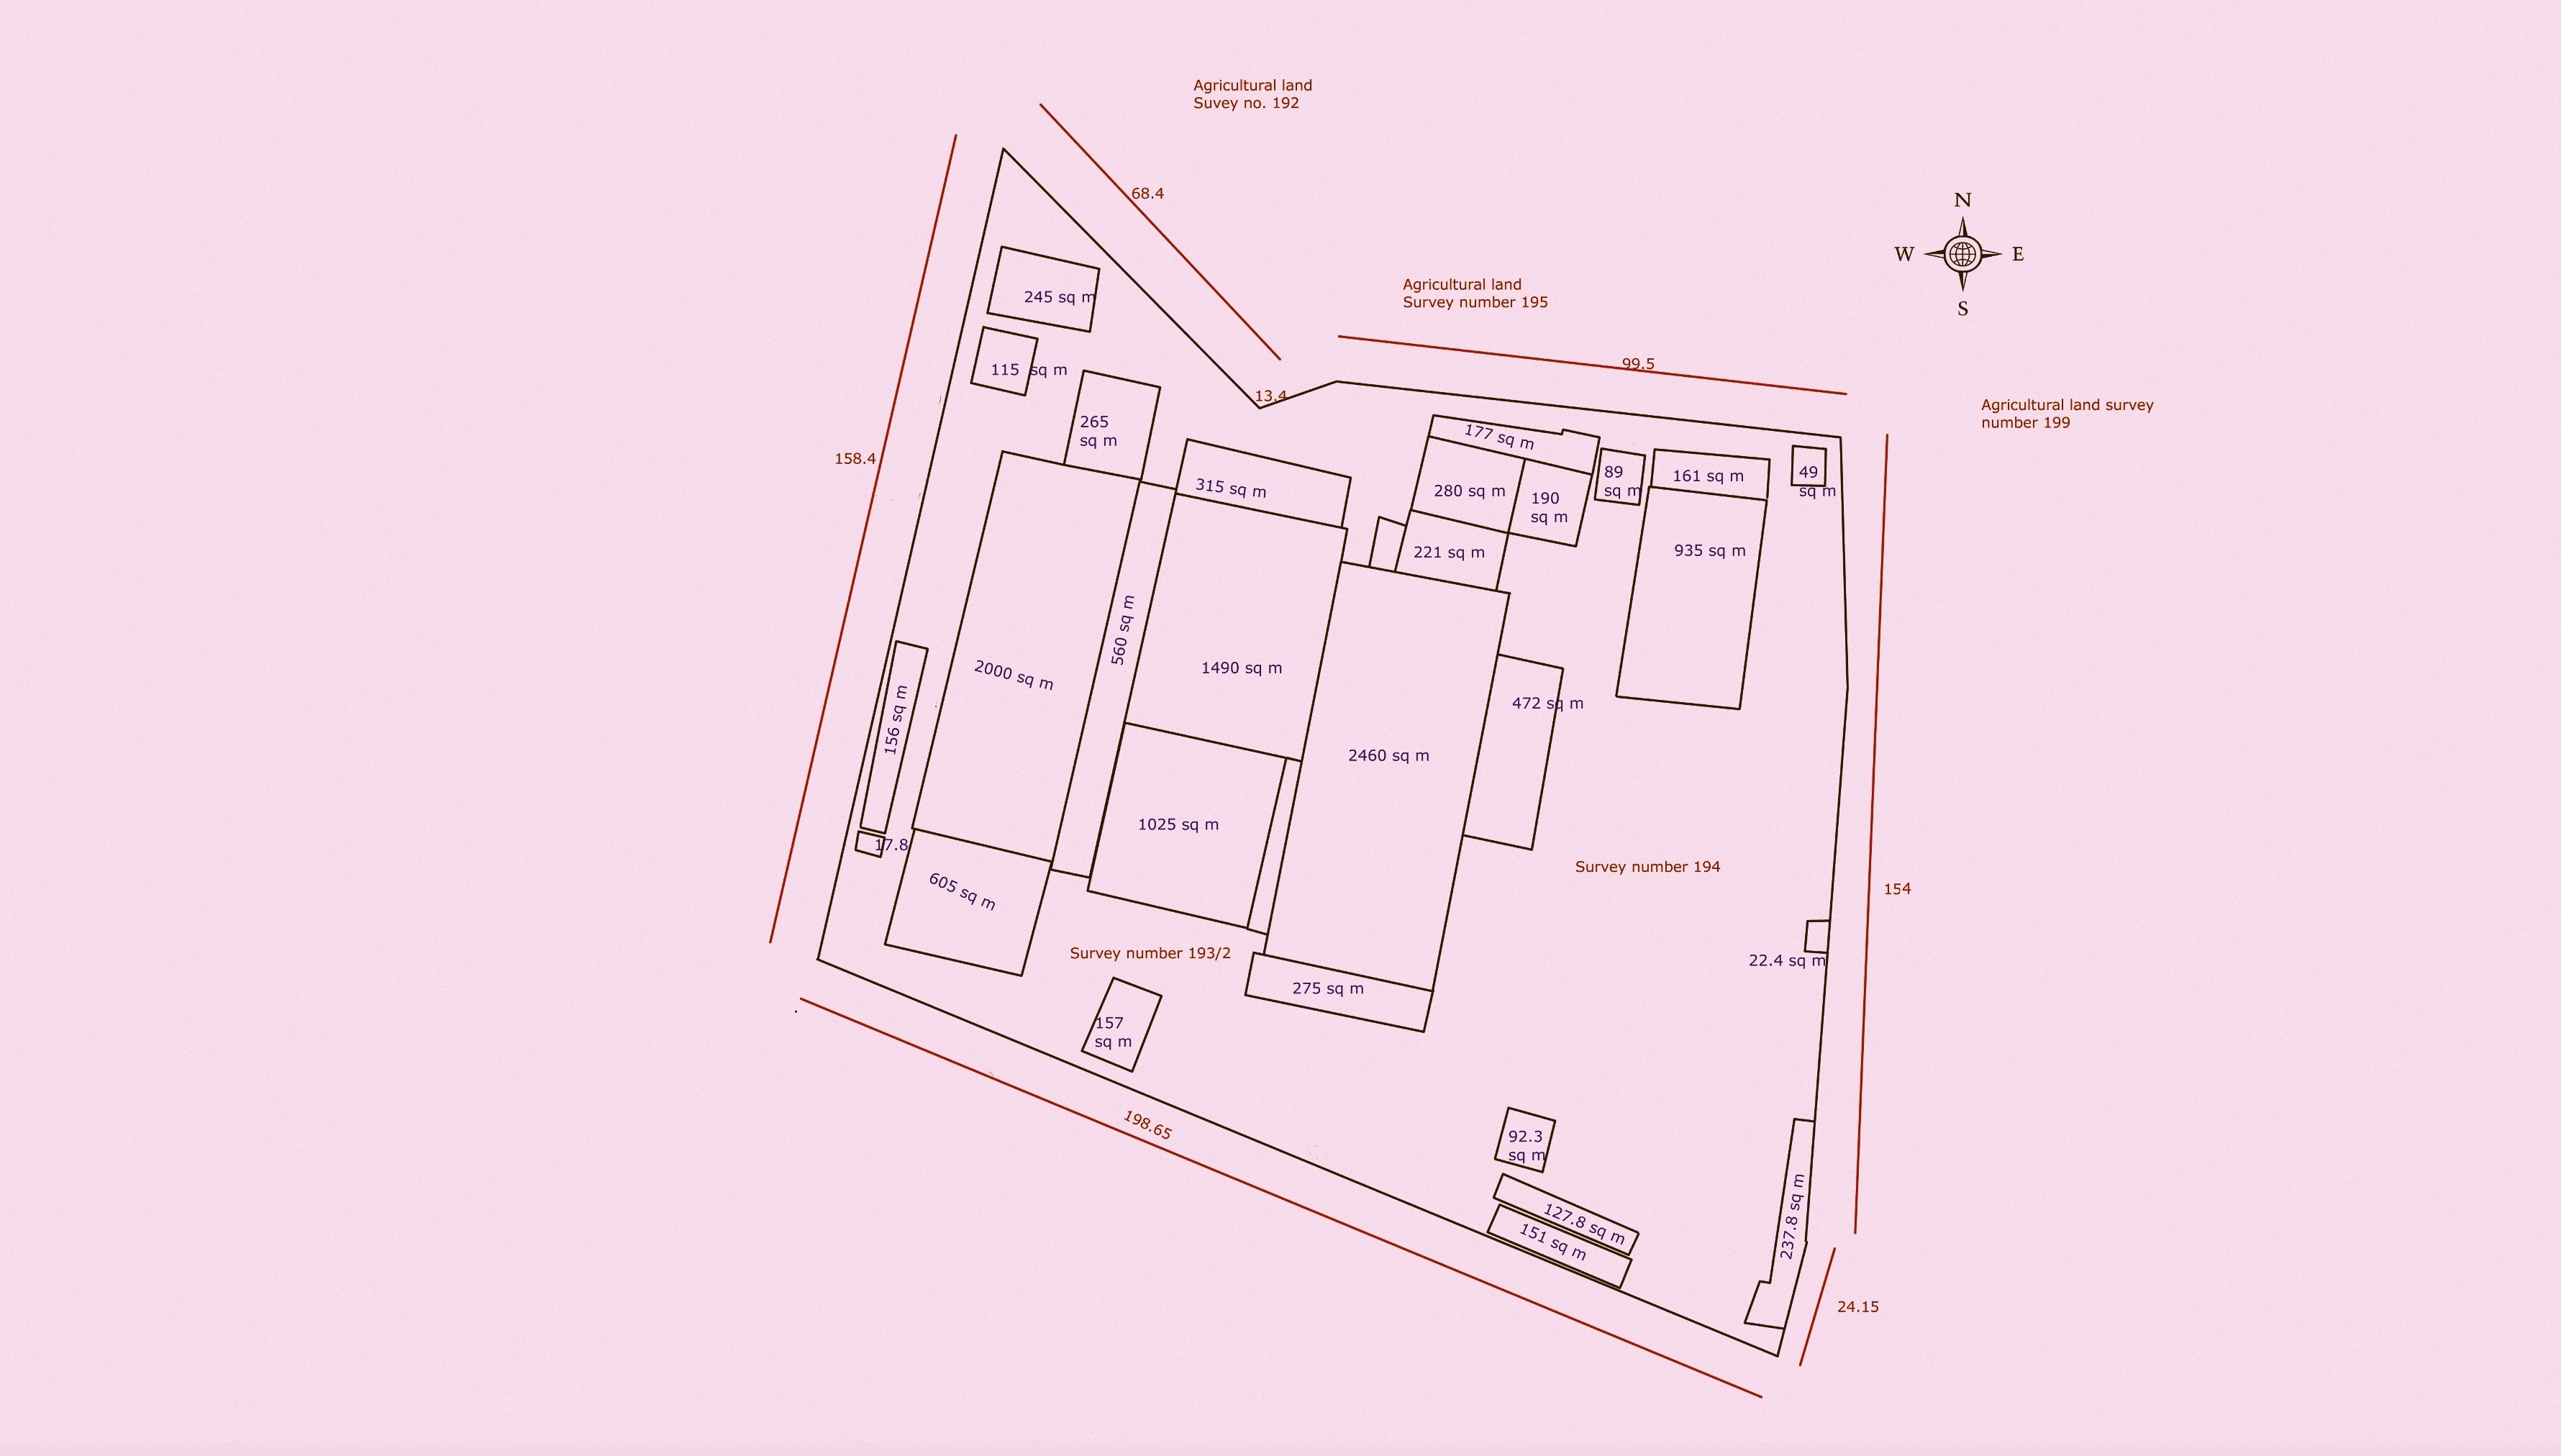 Agricultural land
Suvey no. 192
68.4
N
W
E
S
Agricultural land
Survey number 195
99.5
13.4
Agricultural land survey
number 199
158.4
245 sq m
115 sq m
265
sq m
315 sq m
177 sq m
280 sq m
190
sq m
89
sq m
161 sq m
49
sq m
221 sq m
935 sq m
560 sq m
2000 sq m
1490 sq m
156 sq m
472 sq m
2460 sq m
1025 sq m
17.8
605 sq m
Survey number 194
154
Survey number 193/2
22.4 sq m
275 sq m
157
sq m
198.65
92.3
sq m
127.8 sq m
151 sq m
237.8 sq m
24.15